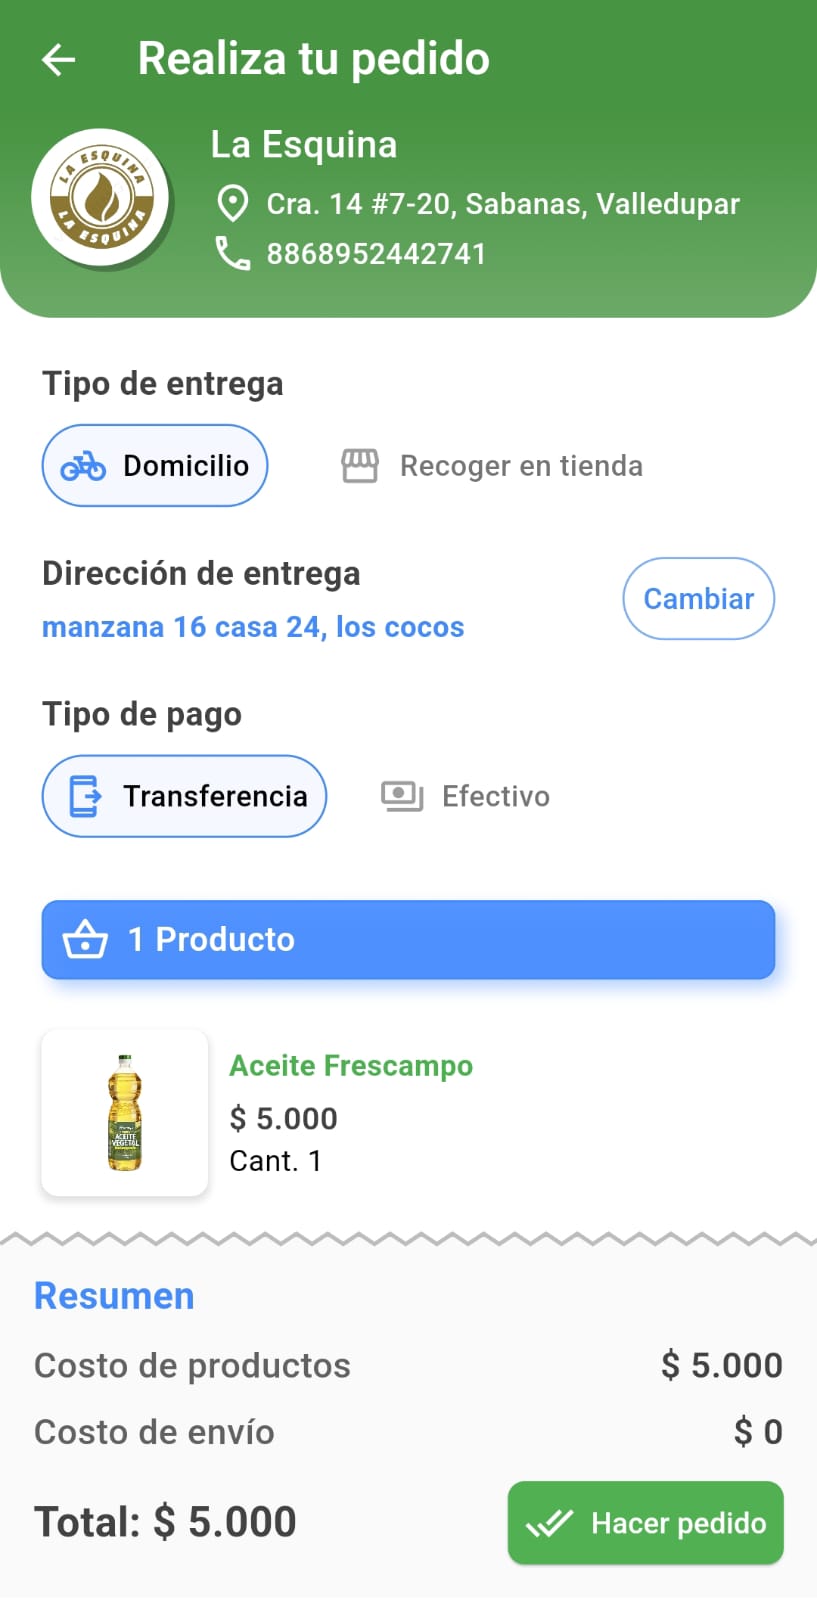 Realiza tu pedido
LA ESQUINA
LA ESQUINA
La Esquina
Cra. 14 #7-20, Sabanas, Valledupar
8868952442741
Tipo de entrega
Domicilio
Recoger en tienda
Dirección de entrega
Cambiar
manzana 16 casa 24, los cocos
Tipo de pago
Transferencia
Efectivo
1 Producto
Aceite Frescampo
ACEITE
VEGETAL
$ 5.000
Cant. 1
Resumen
Costo de productos $ 5.000
Costo de envío $ 0
Total: $ 5.000
Hacer pedido